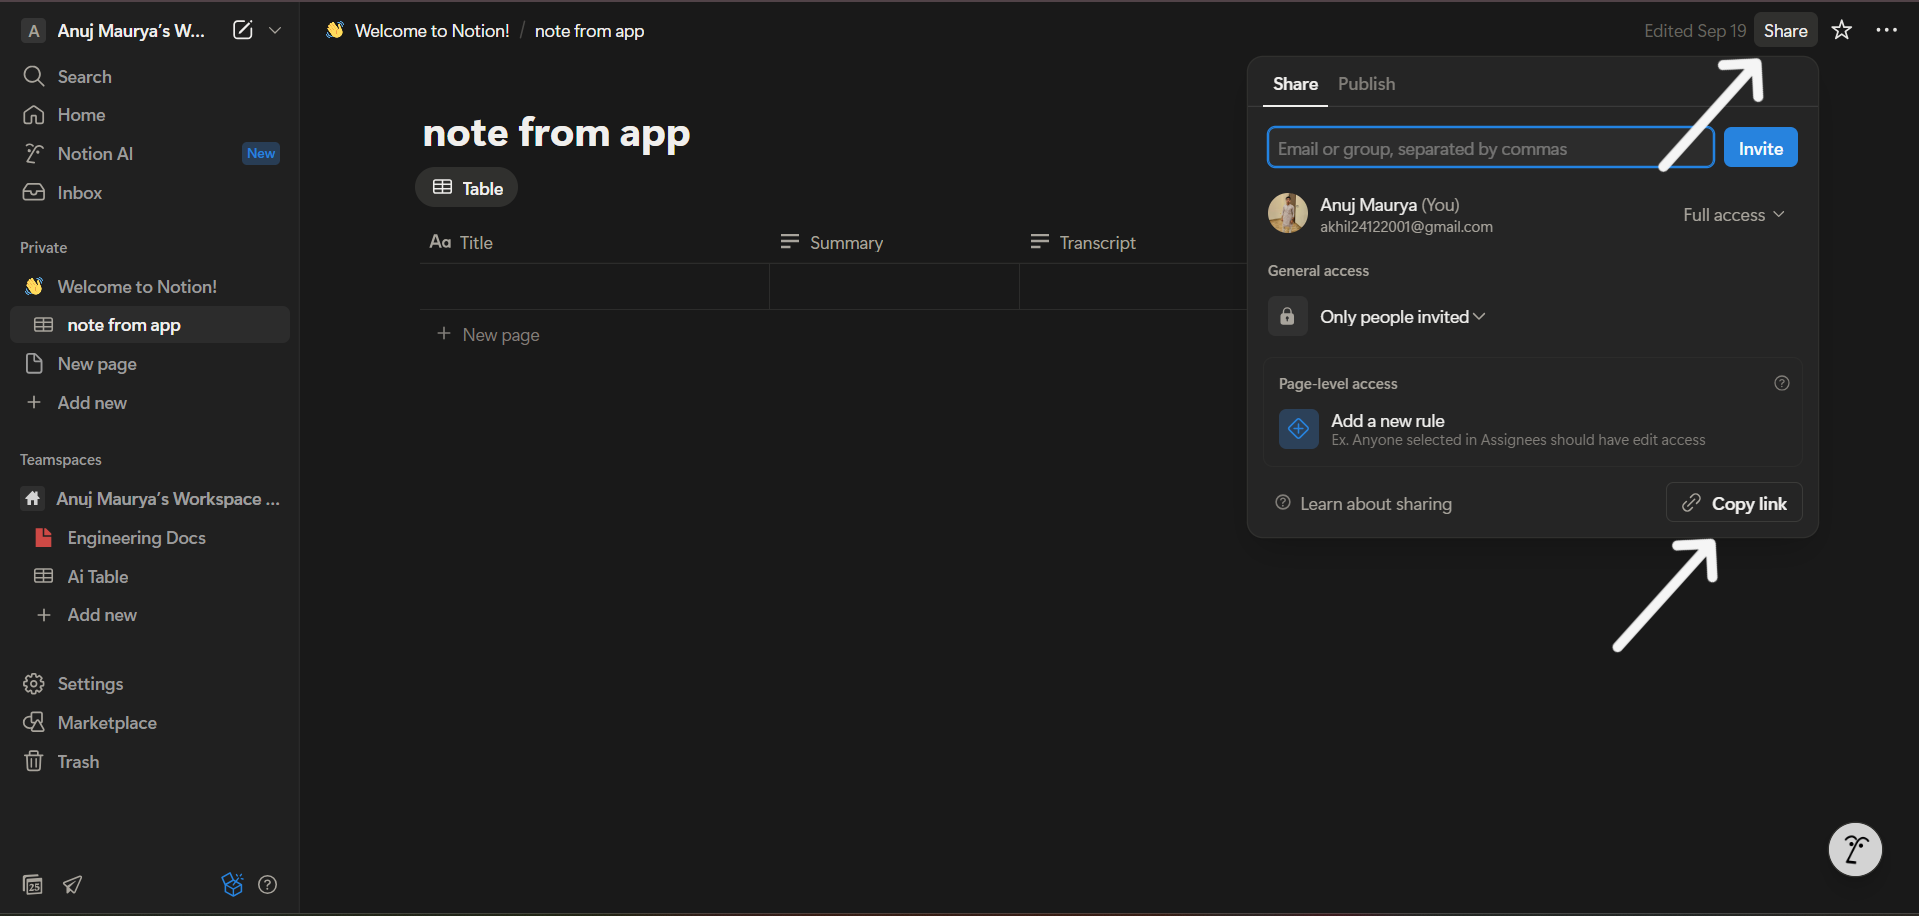 A Anuj Maurya's W...
Search
Home
Notion AI New
Inbox
Private
Welcome to Notion!
note from app
New page
Add new
Teamspaces
Anuj Maurya's Workspace ...
Engineering Docs
Ai Table
Add new
Settings
Marketplace
Trash
25
Welcome to Notion! / note from app
Edited Sep 19 Share
note from app
Table
Aa Title Summary Transcript
New page
Share Publish
Email or group, separated by commas Invite
Anuj Maurya (You)
akhil24122001@gmail.com
Full access
General access
Only people invited
Page-level access
Add a new rule
Ex. Anyone selected in Assignees should have edit access
Learn about sharing Copy link